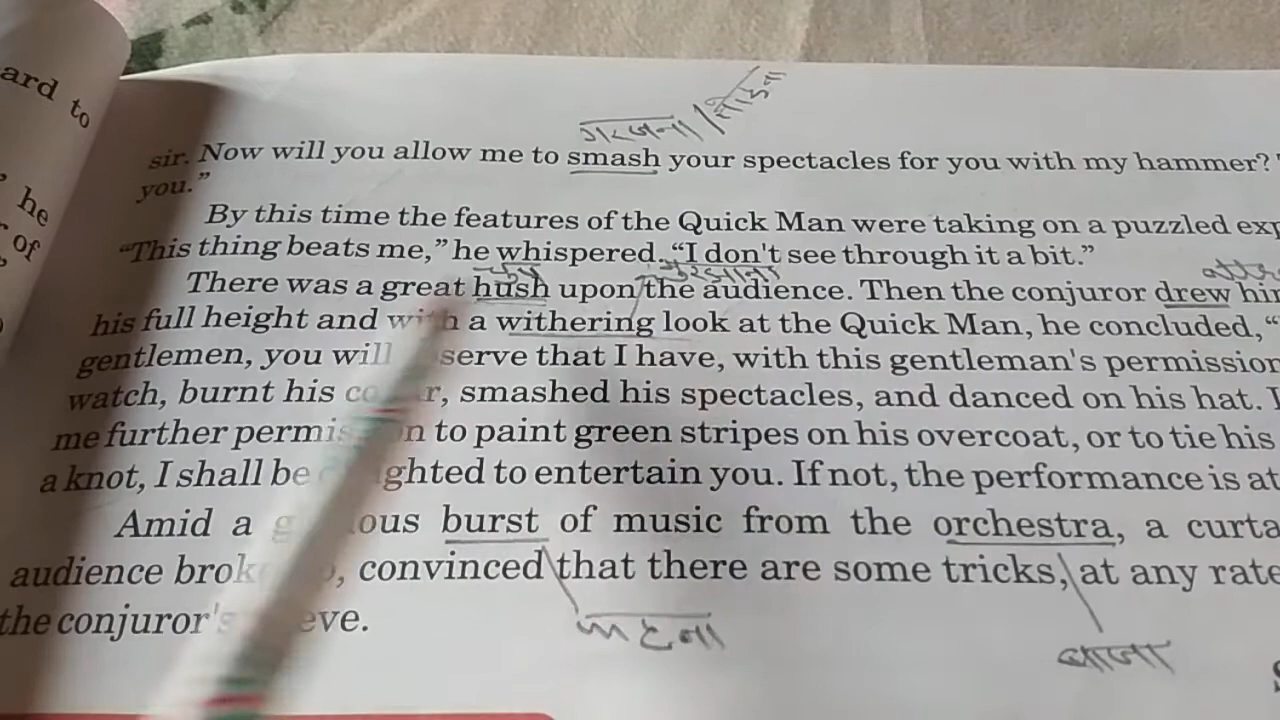 ard to
he
of
गरजना/तोड़ना
sir. Now will you allow me to smash your spectacles for you with my hammer?
you.”
By this time the features of the Quick Man were taking on a puzzled exp
“This thing beats me,” he whispered. “I don't see through it a bit.”
चुप मुरझाना
There was a great hush upon the audience. Then the conjuror drew him
his full height and with a withering look at the Quick Man, he concluded, “
gentlemen, you will serve that I have, with this gentleman's permission
watch, burnt his co r, smashed his spectacles, and danced on his hat.
me further permis n to paint green stripes on his overcoat, or to tie his
a knot, I shall be ghted to entertain you. If not, the performance is at
Amid a g ous burst of music from the orchestra, a curta
audience brok , convinced that there are some tricks, at any rate
the conjuror's eve.
बाजा